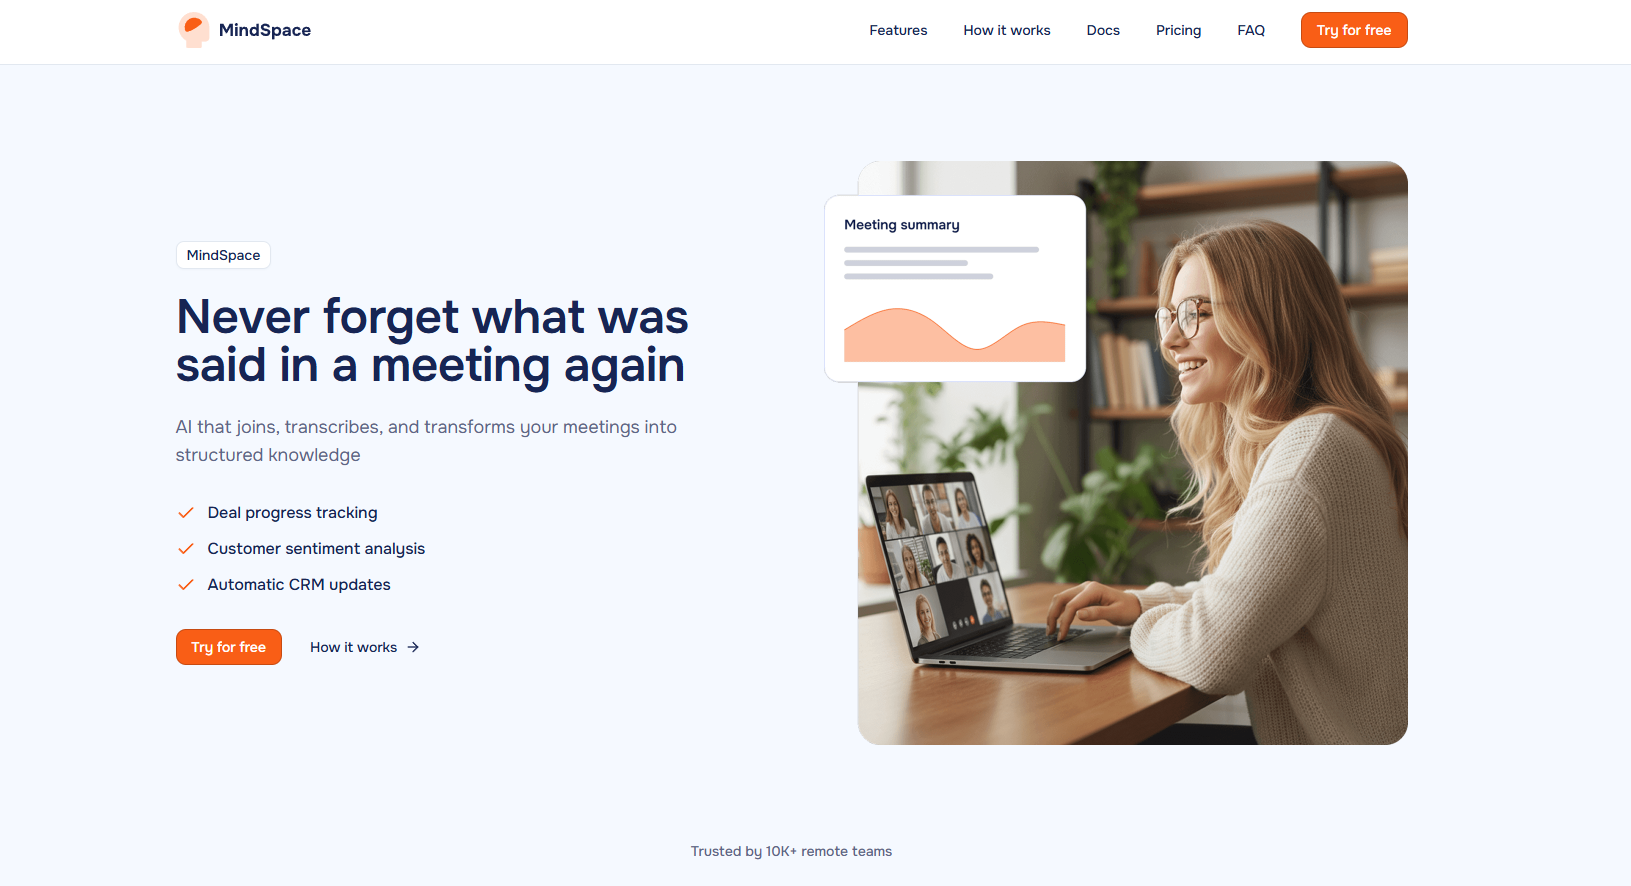 MindSpace
Features
How it works
Docs
Pricing
FAQ
Try for free
MindSpace
Never forget what was
said in a meeting again
AI that joins, transcribes, and transforms your meetings into
structured knowledge
Deal progress tracking
Customer sentiment analysis
Automatic CRM updates
Try for free
How it works
Meeting summary
Trusted by 10K+ remote teams